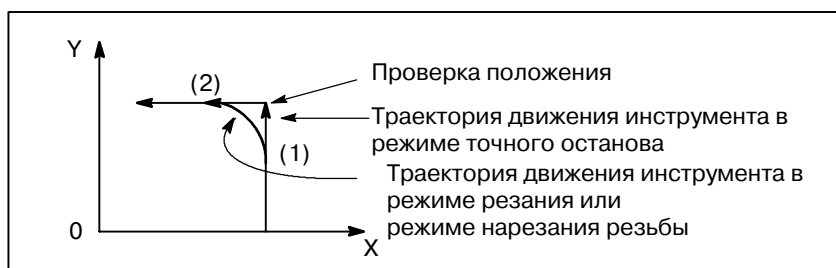 Y
(2)
Проверка положения
Траектория движения инструмента в
режиме точного останова
(1)
Траектория движения инструмента в
режиме резания или
режиме нарезания резьбы
0
X